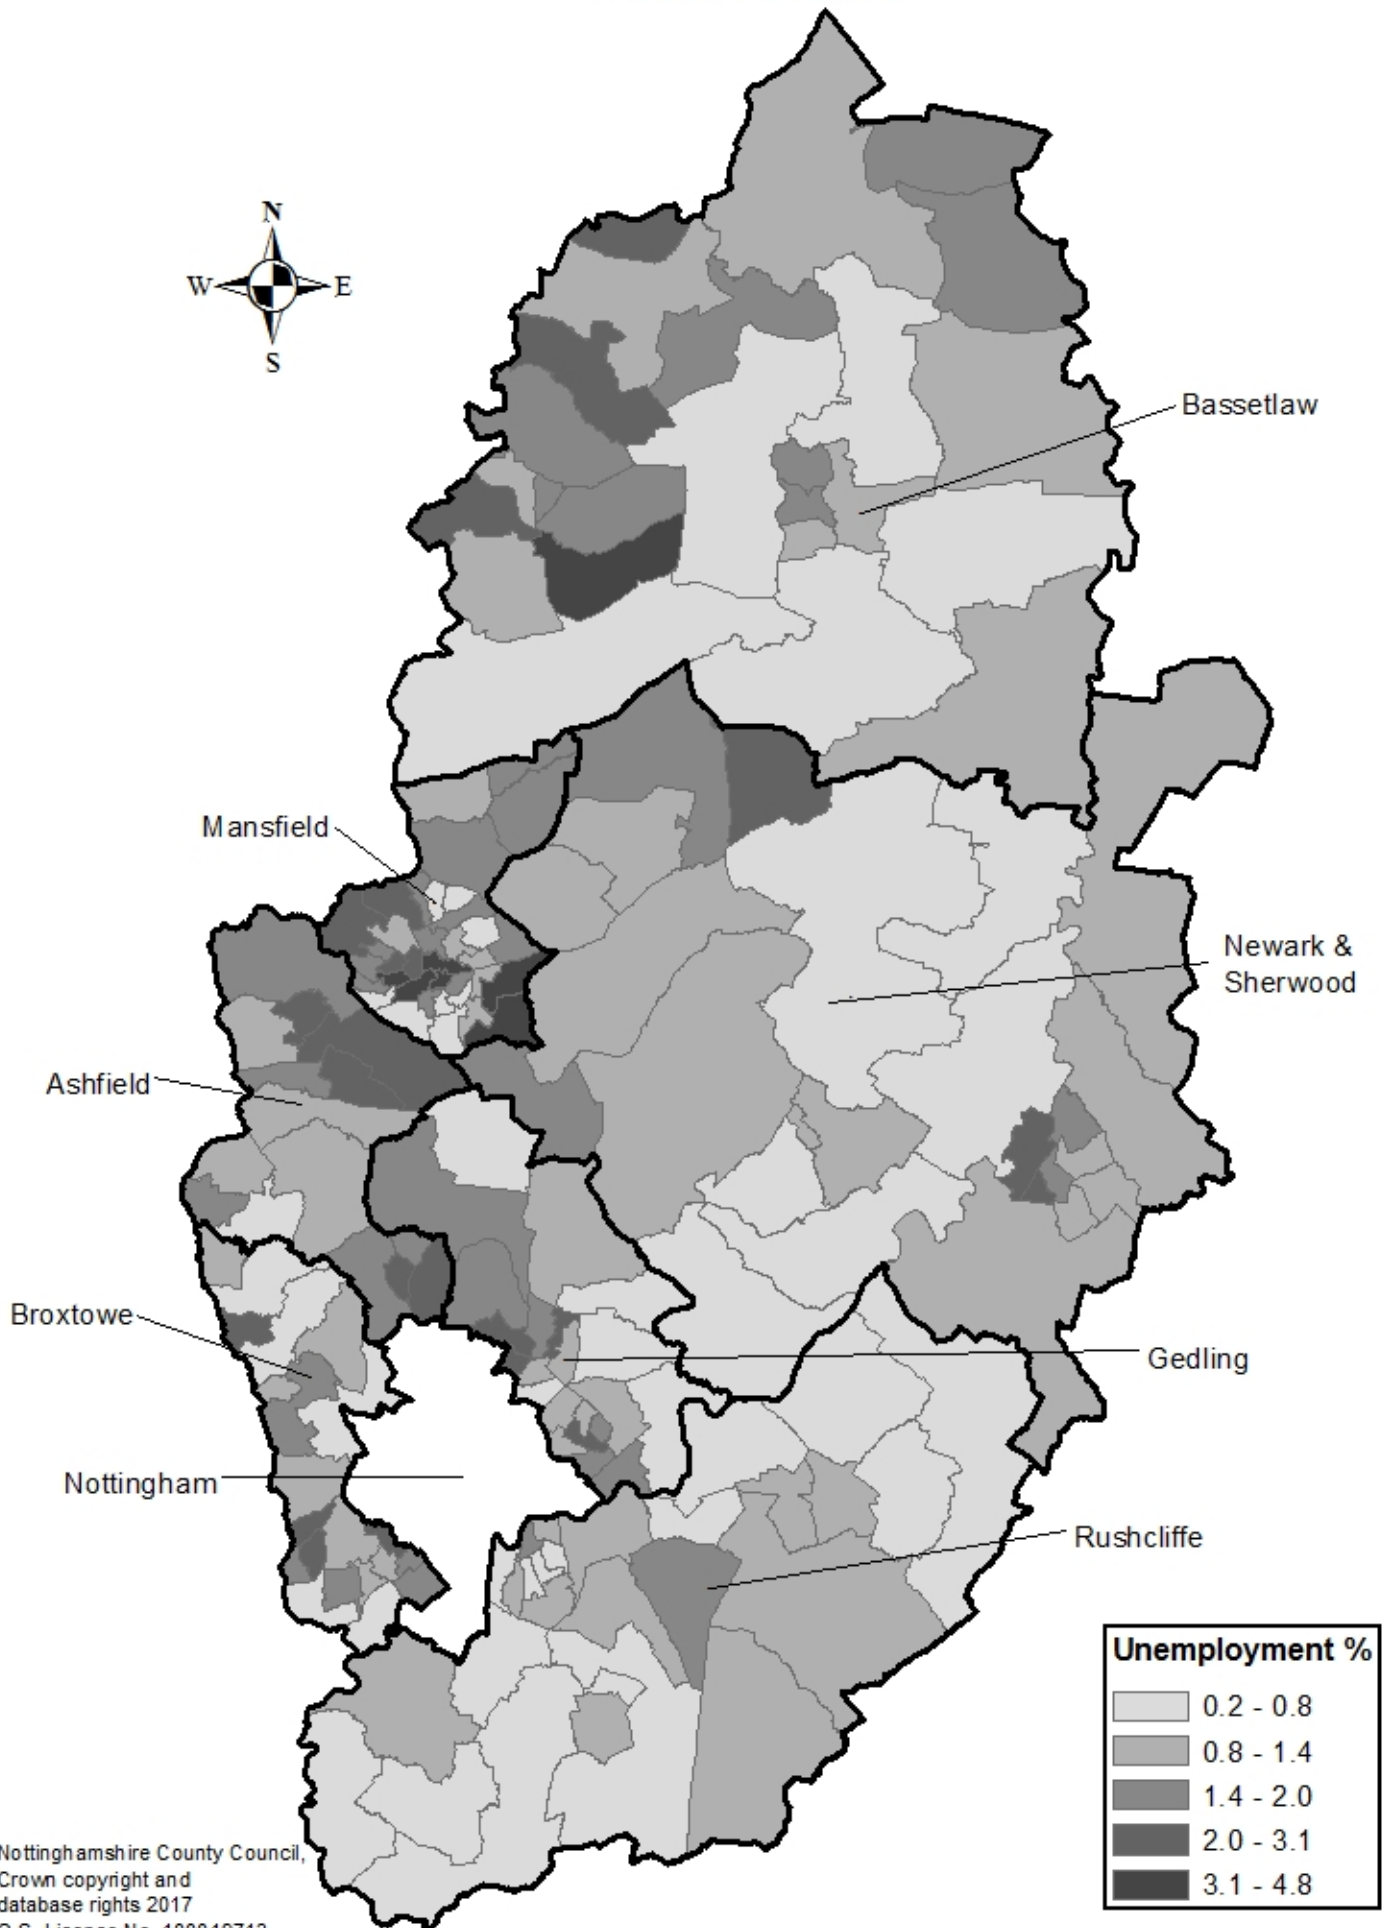 N
W E
S
Bassetlaw
Mansfield
Newark &
Sherwood
Ashfield
Broxtowe
Gedling
Nottingham
Rushcliffe
Unemployment %
0.2 - 0.8
0.8 - 1.4
1.4 - 2.0
2.0 - 3.1
3.1 - 4.8
Nottinghamshire County Council,
Crown copyright and
database rights 2017